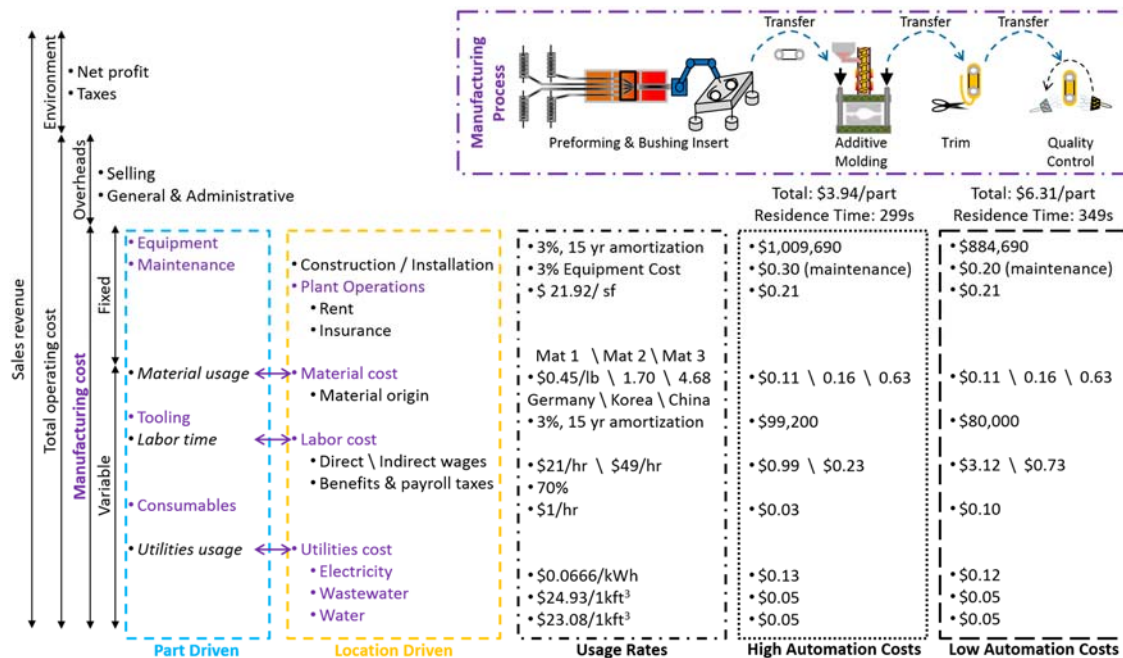 Manufacturing
Process
Transfer
Transfer
Transfer
Preforming & Bushing Insert
Additive
Molding
Trim
Quality
Control
Sales revenue
Environment
• Net profit
• Taxes
Total operating cost
Overheads
• Selling
• General & Administrative
Manufacturing cost
Fixed
Variable
• Equipment
• Maintenance
• Material usage
• Tooling
• Labor time
• Consumables
• Utilities usage
Part Driven
• Construction / Installation
• Plant Operations
• Rent
• Insurance
• Material cost
• Material origin
• Labor cost
• Direct \ Indirect wages
• Benefits & payroll taxes
• Utilities cost
• Electricity
• Wastewater
• Water
Location Driven
• 3%, 15 yr amortization
• 3% Equipment Cost
• $ 21.92/ sf
Mat 1 \ Mat 2 \ Mat 3
• $0.45/lb \ 1.70 \ 4.68
Germany \ Korea \ China
• 3%, 15 yr amortization
• $21/hr \ $49/hr
• 70%
• $1/hr
• $0.0666/kWh
• $24.93/1kft³
• $23.08/1kft³
Usage Rates
Total: $3.94/part
Residence Time: 299s
• $1,009,690
• $0.30 (maintenance)
• $0.21
• $0.11 \ 0.16 \ 0.63
• $99,200
• $0.99 \ $0.23
• $0.03
• $0.13
• $0.05
• $0.05
High Automation Costs
Total: $6.31/part
Residence Time: 349s
• $884,690
• $0.20 (maintenance)
• $0.21
• $0.11 \ 0.16 \ 0.63
• $80,000
• $3.12 \ $0.73
• $0.10
• $0.12
• $0.05
• $0.05
Low Automation Costs